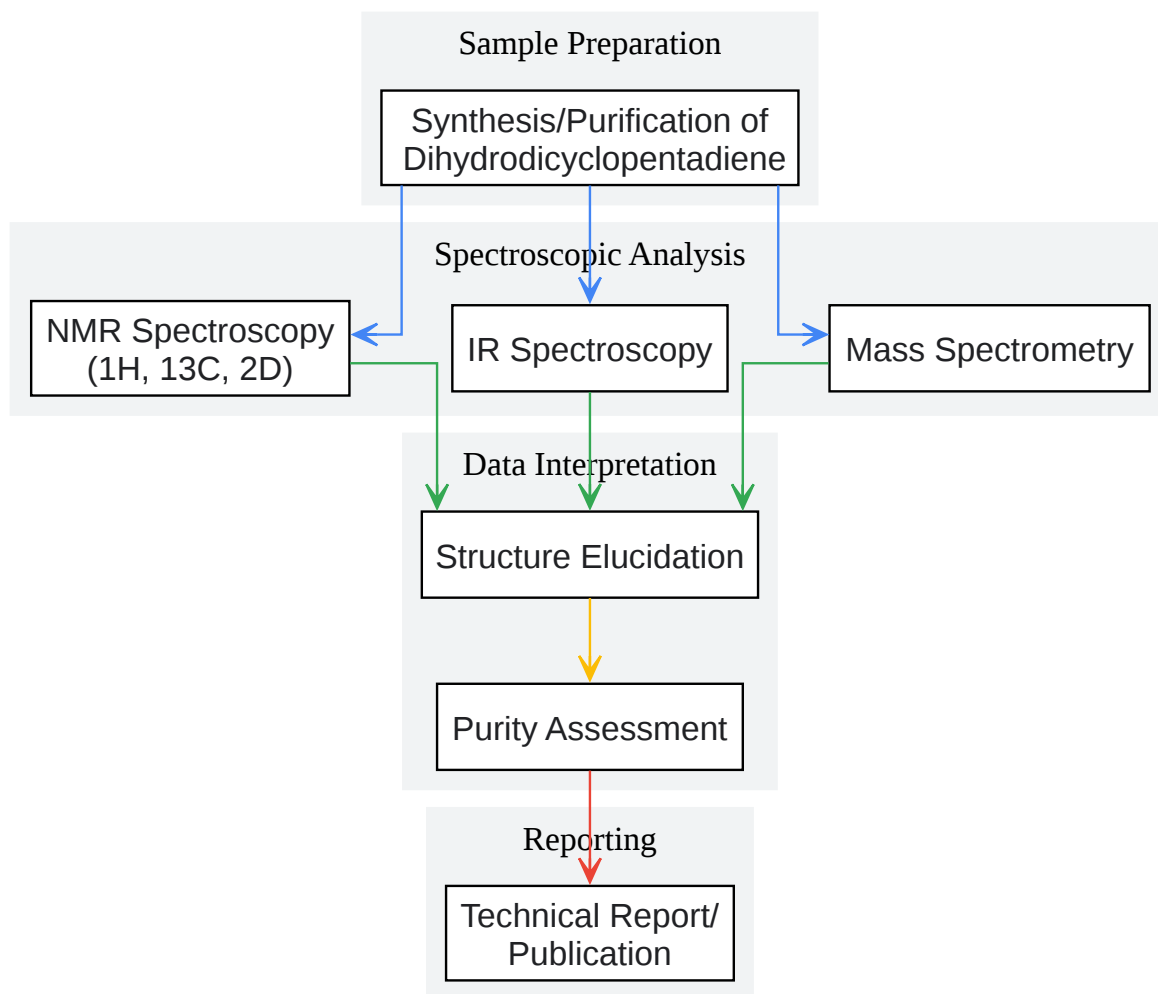 Sample Preparation
Synthesis/Purification of
Dihydrodicyclopentadiene
Spectroscopic Analysis
NMR Spectroscopy
(1H, 13C, 2D)
IR Spectroscopy
Mass Spectrometry
Data Interpretation
Structure Elucidation
Purity Assessment
Reporting
Technical Report/
Publication